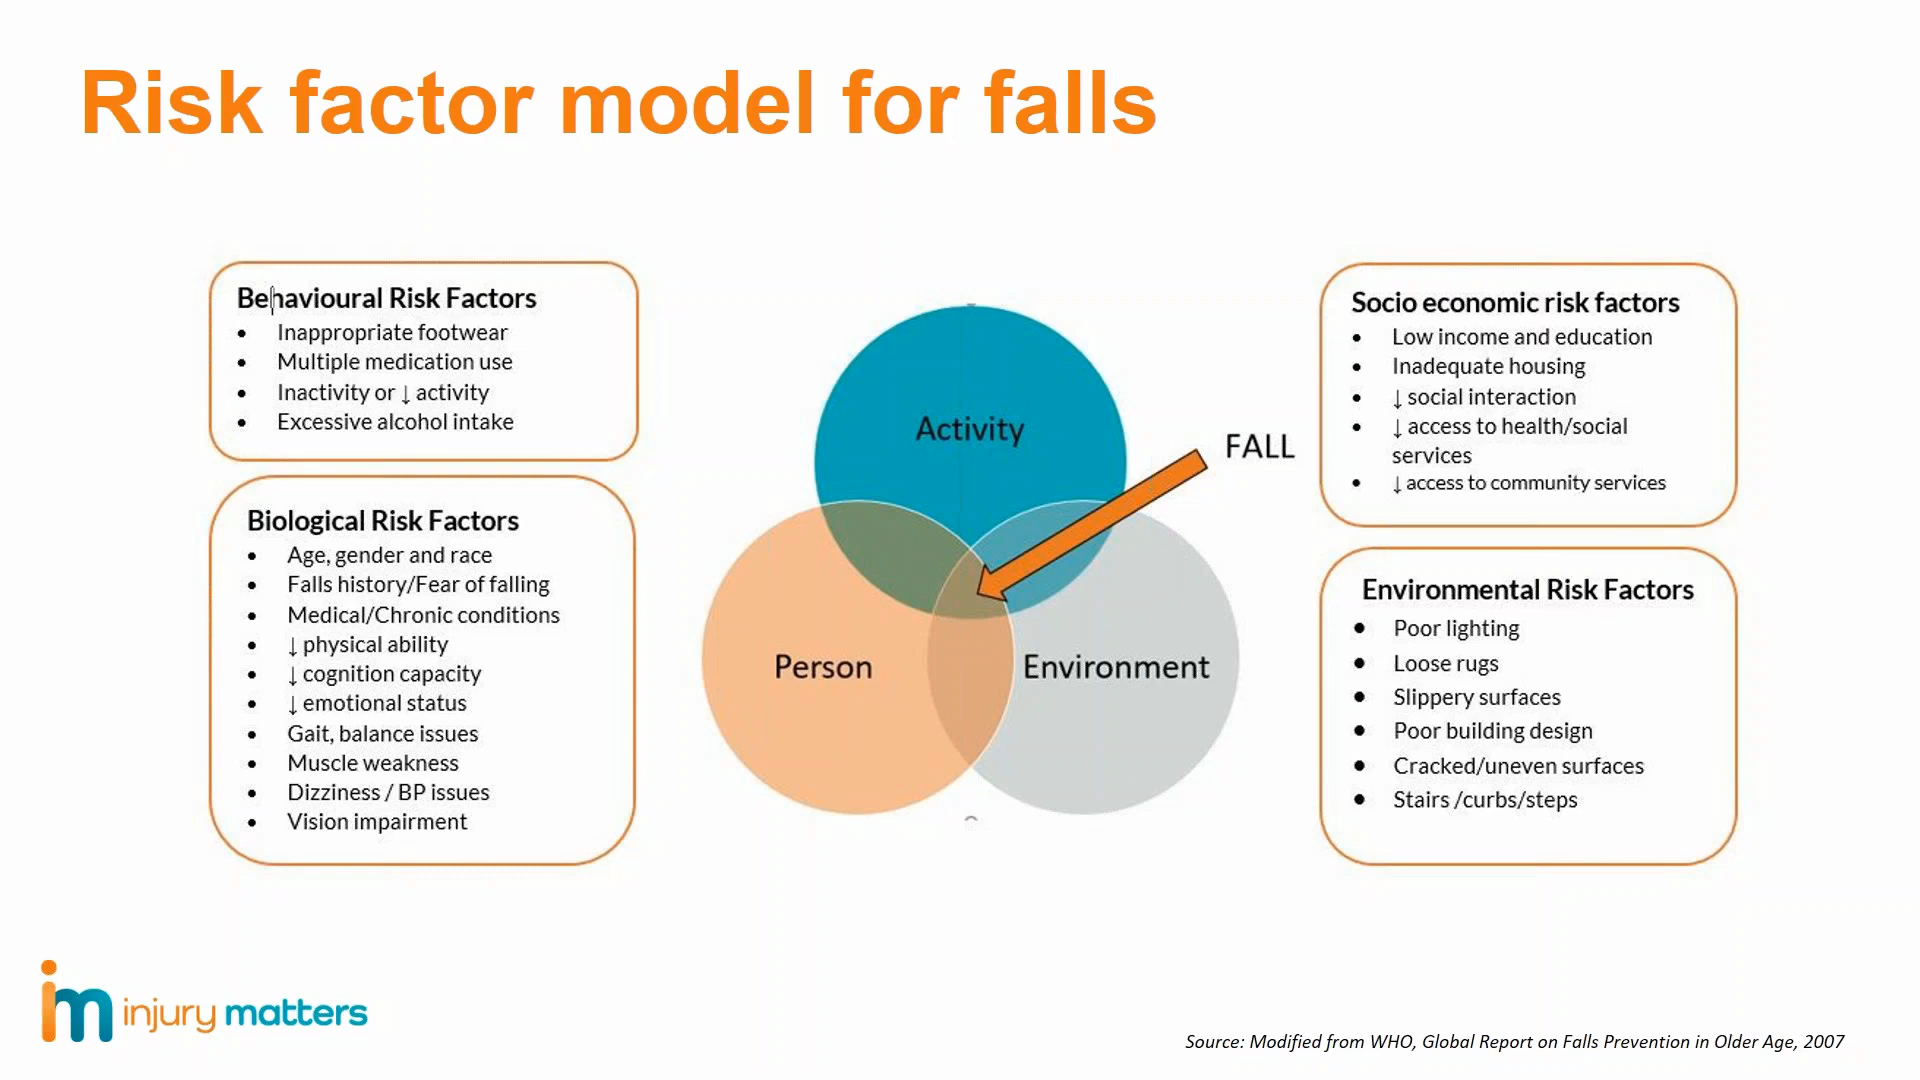 Risk factor model for falls
Behavioural Risk Factors
• Inappropriate footwear
• Multiple medication use
• Inactivity or ↓ activity
• Excessive alcohol intake
Biological Risk Factors
• Age, gender and race
• Falls history/Fear of falling
• Medical/Chronic conditions
• ↓ physical ability
• ↓ cognition capacity
• ↓ emotional status
• Gait, balance issues
• Muscle weakness
• Dizziness / BP issues
• Vision impairment
Activity
FALL
Person
Environment
Socio economic risk factors
• Low income and education
• Inadequate housing
• ↓ social interaction
• ↓ access to health/social
services
• ↓ access to community services
Environmental Risk Factors
• Poor lighting
• Loose rugs
• Slippery surfaces
• Poor building design
• Cracked/uneven surfaces
• Stairs /curbs/steps
im injury matters
Source: Modified from WHO, Global Report on Falls Prevention in Older Age, 2007